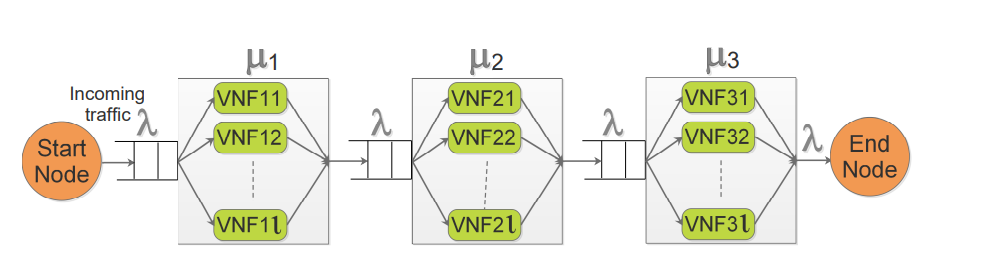 μ1
μ2
μ3
Incoming
traffic
λ
λ
λ
λ
Start
Node
VNF11
VNF12
VNF1l
VNF21
VNF22
VNF2l
VNF31
VNF32
VNF3l
End
Node